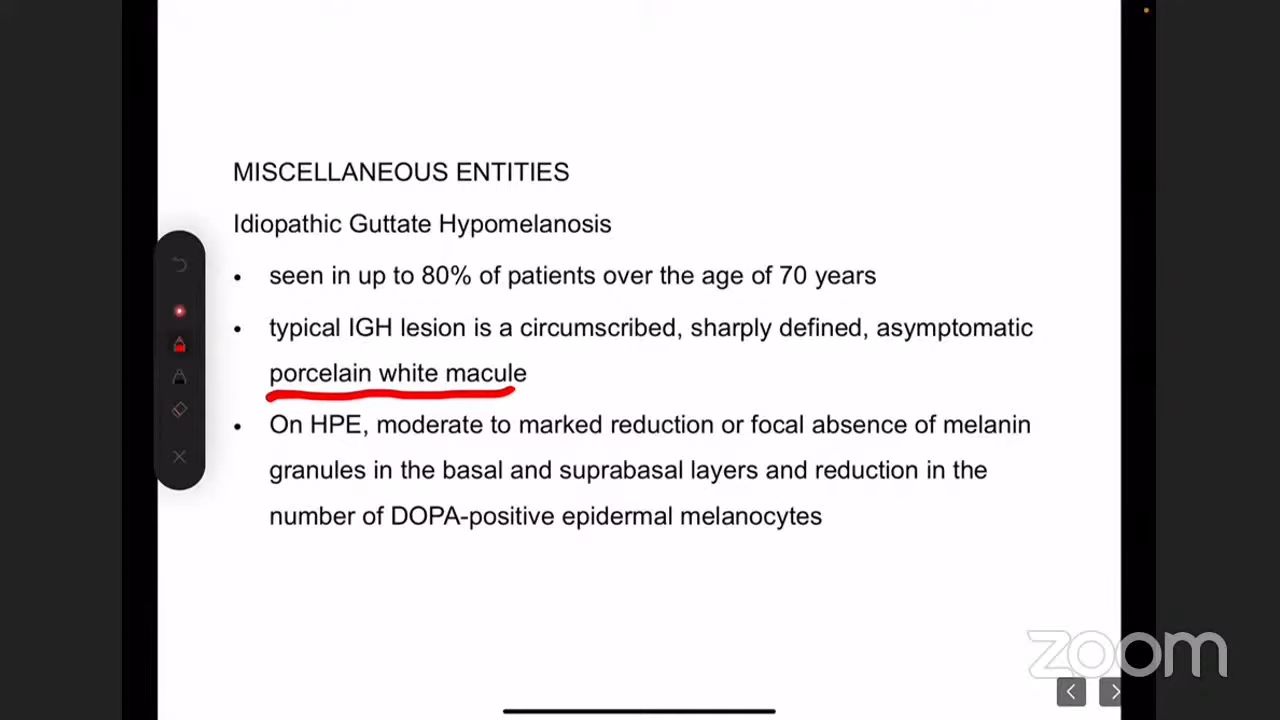 MISCELLANEOUS ENTITIES
Idiopathic Guttate Hypomelanosis
• seen in up to 80% of patients over the age of 70 years
• typical IGH lesion is a circumscribed, sharply defined, asymptomatic
porcelain white macule
• On HPE, moderate to marked reduction or focal absence of melanin
granules in the basal and suprabasal layers and reduction in the
number of DOPA-positive epidermal melanocytes
zoom